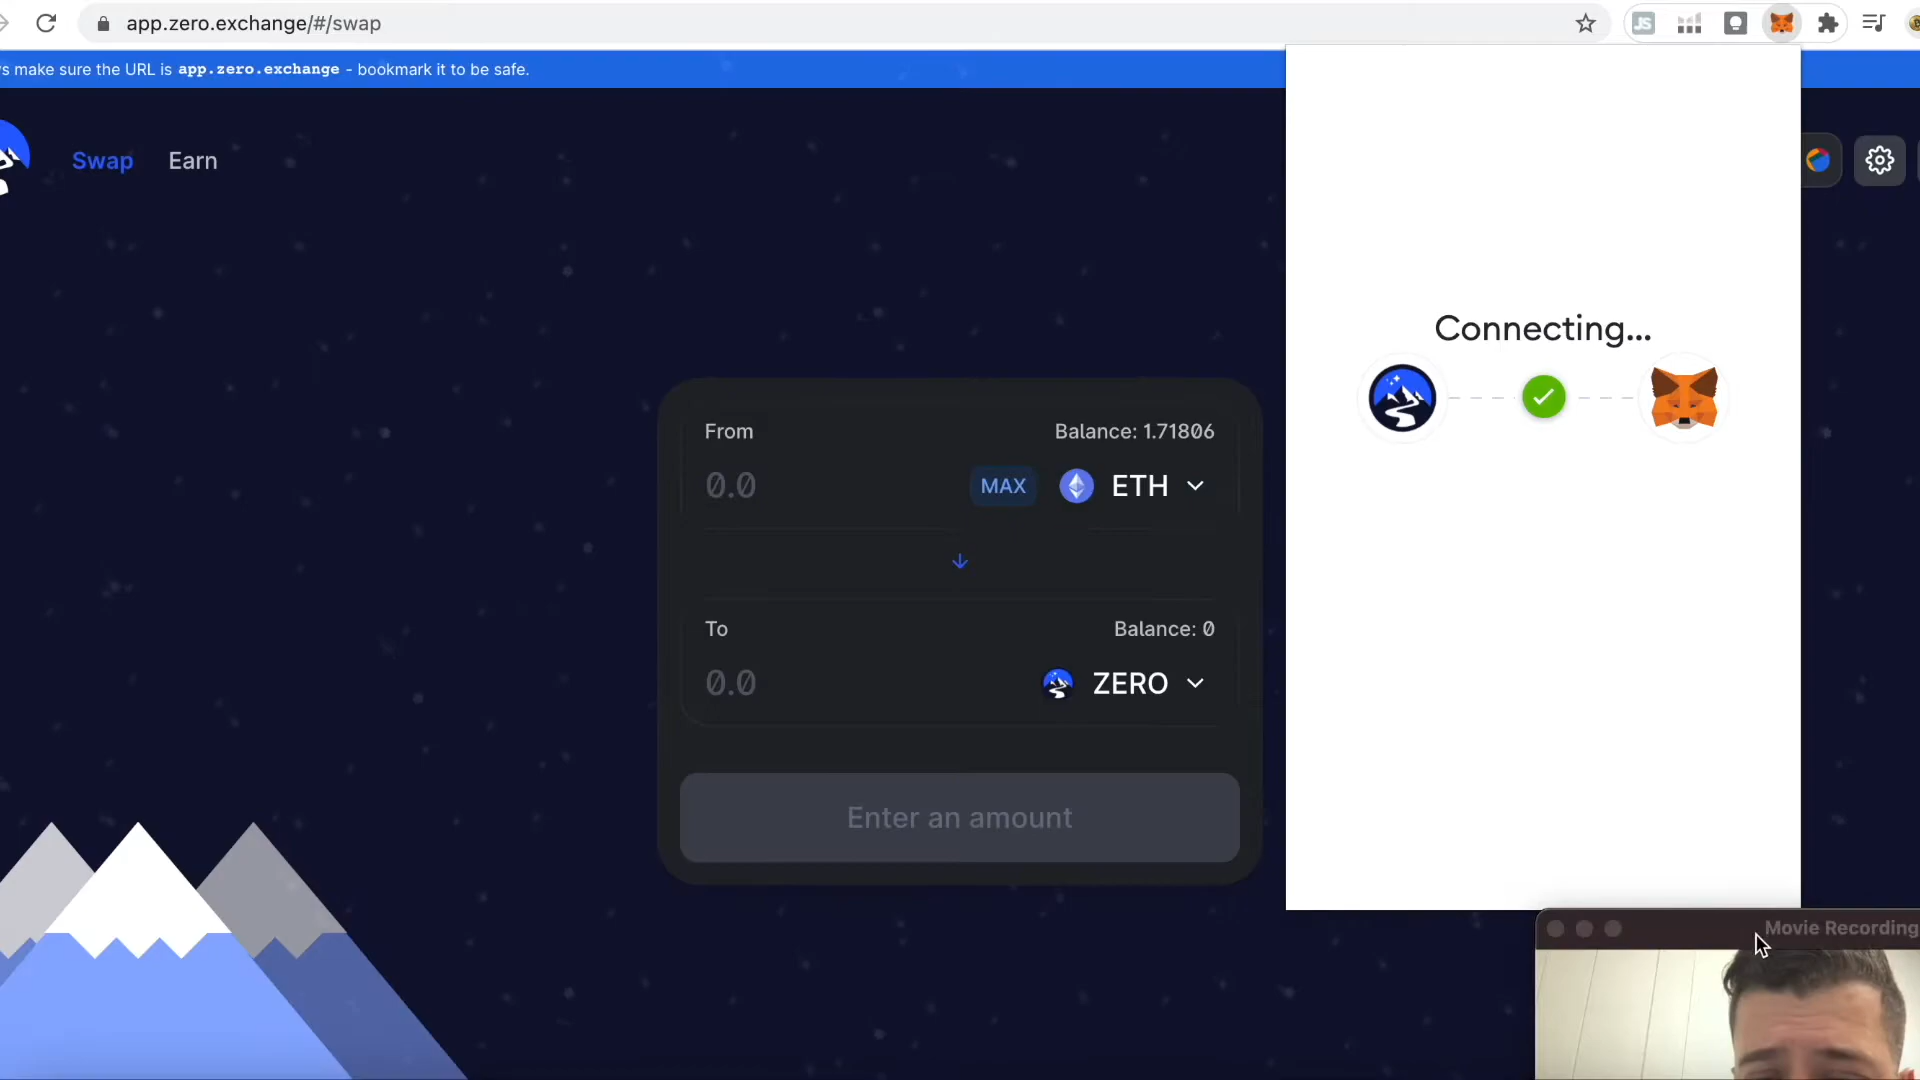 app.zero.exchange/#/swap
JS
s make sure the URL is app.zero.exchange - bookmark it to be safe.
Swap
Earn
Connecting...
From
Balance: 1.71806
0.0
MAX
ETH
To
Balance: 0
0.0
ZERO
Enter an amount
Movie Recording